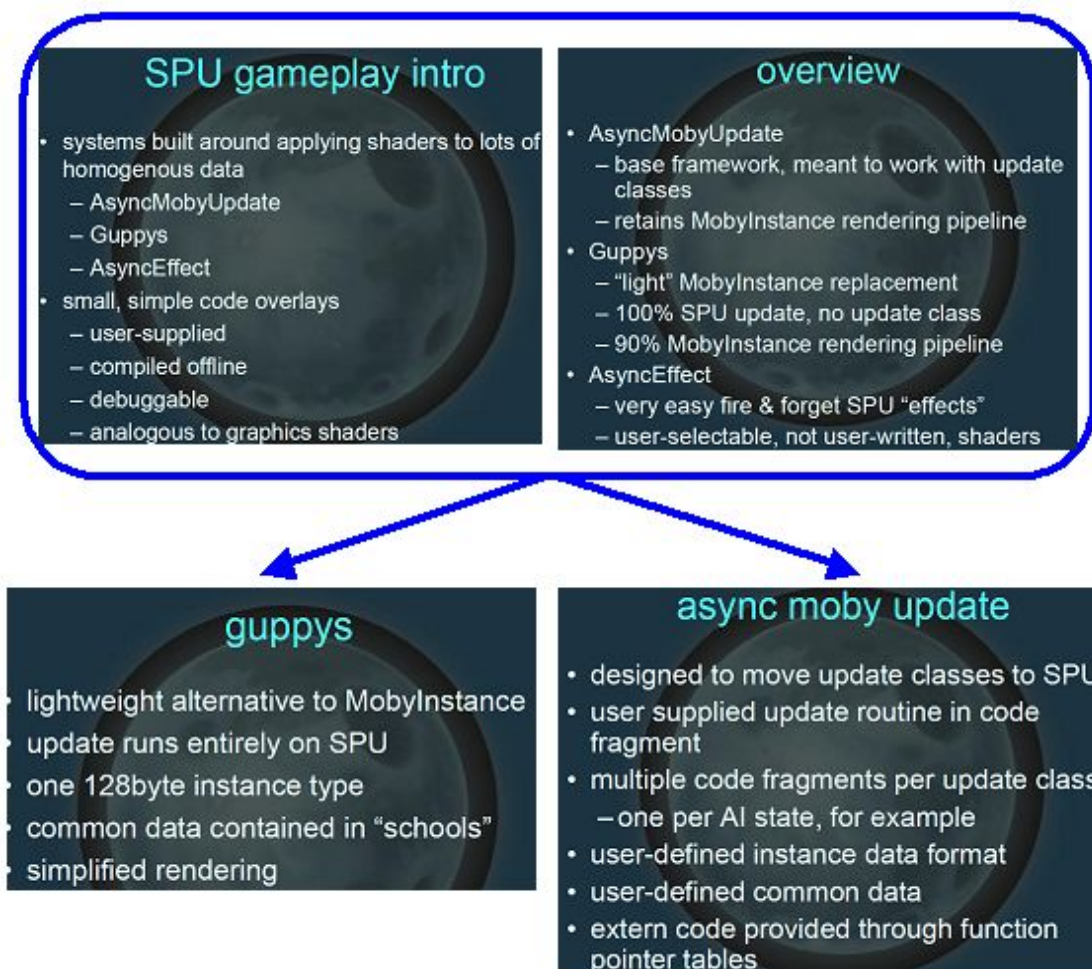 SPU gameplay intro
• systems built around applying shaders to lots of
homogenous data
– AsyncMobyUpdate
– Guppys
– AsyncEffect
• small, simple code overlays
– user-supplied
– compiled offline
– debuggable
– analogous to graphics shaders
overview
• AsyncMobyUpdate
– base framework, meant to work with update
classes
– retains MobyInstance rendering pipeline
• Guppys
– “light” MobyInstance replacement
– 100% SPU update, no update class
– 90% MobyInstance rendering pipeline
• AsyncEffect
– very easy fire & forget SPU “effects”
– user-selectable, not user-written, shaders
guppys
• lightweight alternative to MobyInstance
• update runs entirely on SPU
• one 128byte instance type
• common data contained in “schools”
• simplified rendering
async moby update
• designed to move update classes to SPU
• user supplied update routine in code
fragment
• multiple code fragments per update class
– one per AI state, for example
• user-defined instance data format
• user-defined common data
• extern code provided through function
pointer tables